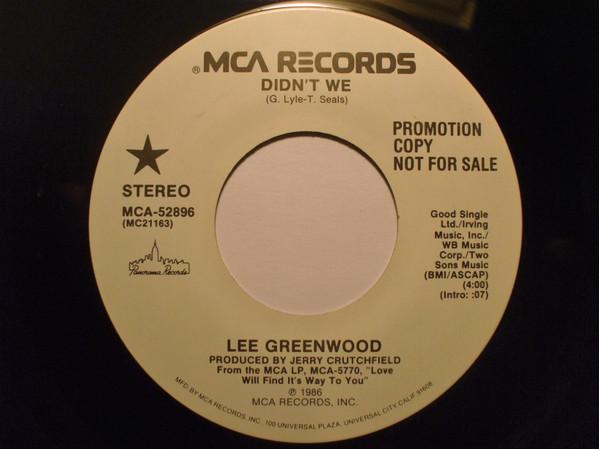 ® MCA RECORDS
DIDN'T WE
(G. Lyle-T. Seals)
PROMOTION
COPY
NOT FOR SALE
STEREO
MCA-52896
(MC21163)
Panorama Records
Good Single
Ltd./Irving
Music, Inc./
WB Music
Corp./Two
Sons Music
(BMI/ASCAP)
(4:00)
(Intro: :07)
LEE GREENWOOD
PRODUCED BY JERRY CRUTCHFIELD
From the MCA LP, MCA-5770, "Love
Will Find It's Way To You"
℗ 1986
MCA RECORDS, INC.
MFD. BY MCA RECORDS, INC. 100 UNIVERSAL PLAZA, UNIVERSAL CITY, CALIF. 91608